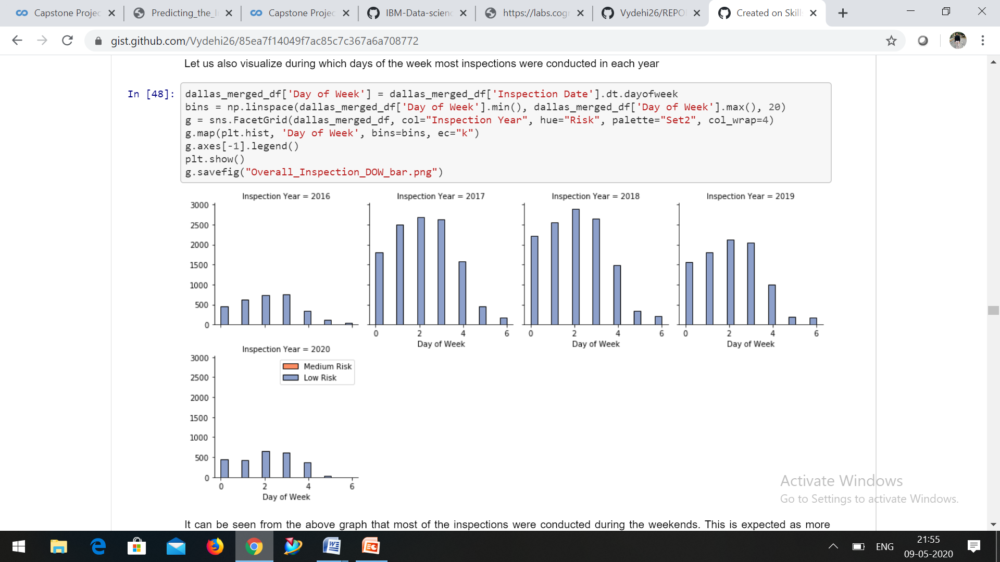 Capstone Projec
Predicting_the_I
Capstone Projec
IBM-Data-scienc
https://labs.cog
Vydehi26/REPO
Created on Skill
gist.github.com/Vydehi26/85ea7f14049f7ac85c7c367a6a708772
Let us also visualize during which days of the week most inspections were conducted in each year
In [48]:
dallas_merged_df['Day of Week'] = dallas_merged_df['Inspection Date'].dt.dayofweek
bins = np.linspace(dallas_merged_df['Day of Week'].min(), dallas_merged_df['Day of Week'].max(), 20)
g = sns.FacetGrid(dallas_merged_df, col="Inspection Year", hue="Risk", palette="Set2", col_wrap=4)
g.map(plt.hist, 'Day of Week', bins=bins, ec="k")
g.axes[-1].legend()
plt.show()
g.savefig("Overall_Inspection_DOW_bar.png")
Inspection Year = 2016
3000
2500
2000
1500
1000
500
0
Inspection Year = 2017
0 2 4 6
Day of Week
Inspection Year = 2018
0 2 4 6
Day of Week
Inspection Year = 2019
0 2 4 6
Day of Week
Inspection Year = 2020
Medium Risk
Low Risk
3000
2500
2000
1500
1000
500
0
0 2 4 6
Day of Week
Activate Windows
Go to Settings to activate Windows.
It can be seen from the above graph that most of the inspections were conducted during the weekends. This is expected as more
ENG
21:55
09-05-2020